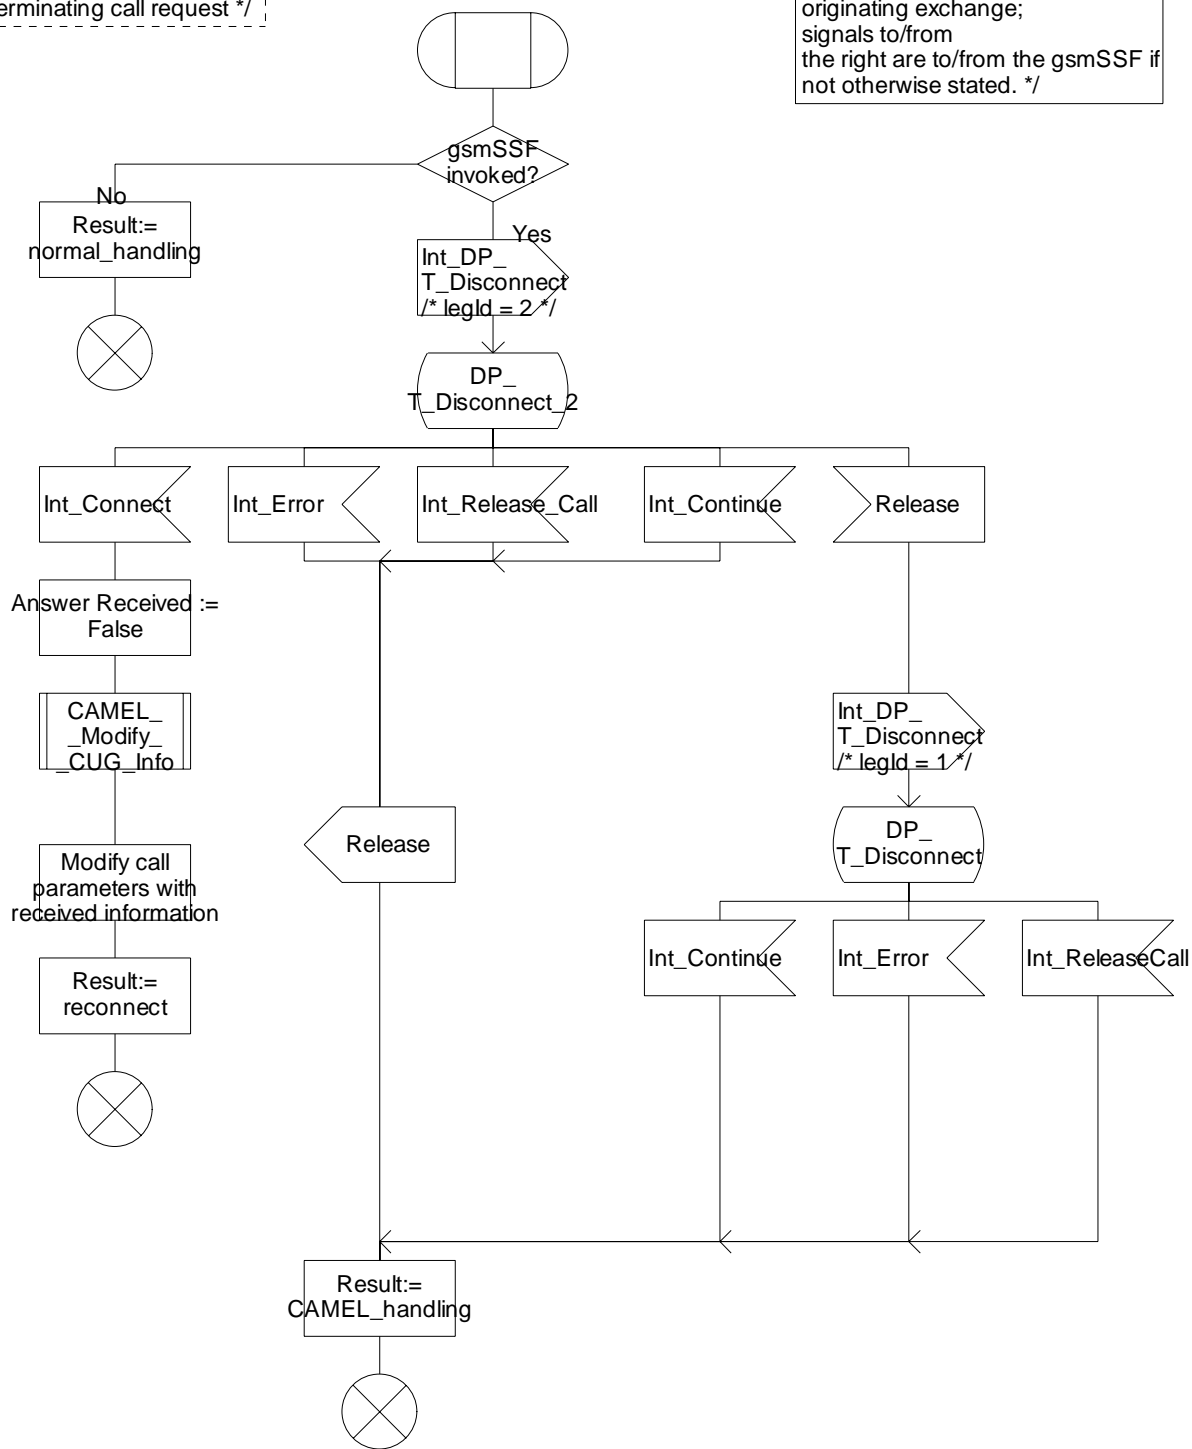 erminating call request */
originating exchange;
signals to/from
the right are to/from the gsmSSF if
not otherwise stated. */
gsmSSF
invoked?
No
Yes
Result:=
normal_handling
Int_DP_
T_Disconnect
/* legId = 2 */
DP_
T_Disconnect_2
Int_Connect
Int_Error
Int_Release_Call
Int_Continue
Release
Answer Received :=
False
CAMEL_
_Modify_
_CUG_Info
Int_DP_
T_Disconnect
/* legId = 1 */
Release
DP_
T_Disconnect
Modify call
parameters with
received information
Int_Continue
Int_Error
Int_ReleaseCall
Result:=
reconnect
Result:=
CAMEL_handling